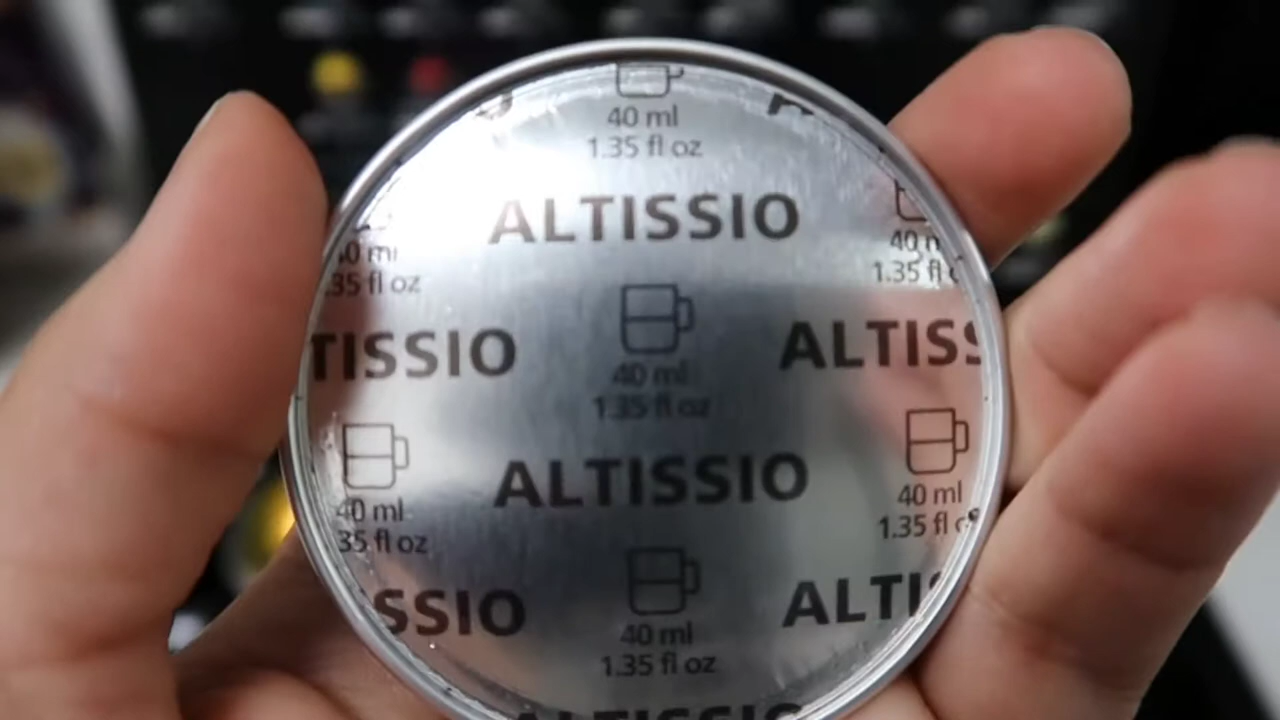 40 ml
1.35 fl oz
ALTISSIO
40 ml
35 fl oz
40
1.35 fl
TISSIO
40 ml
1.35 fl oz
ALTISS
40 ml
35 fl oz
ALTISSIO
40 ml
1.35 fl
SSIO
40 ml
1.35 fl oz
ALTI
ALTISSIO